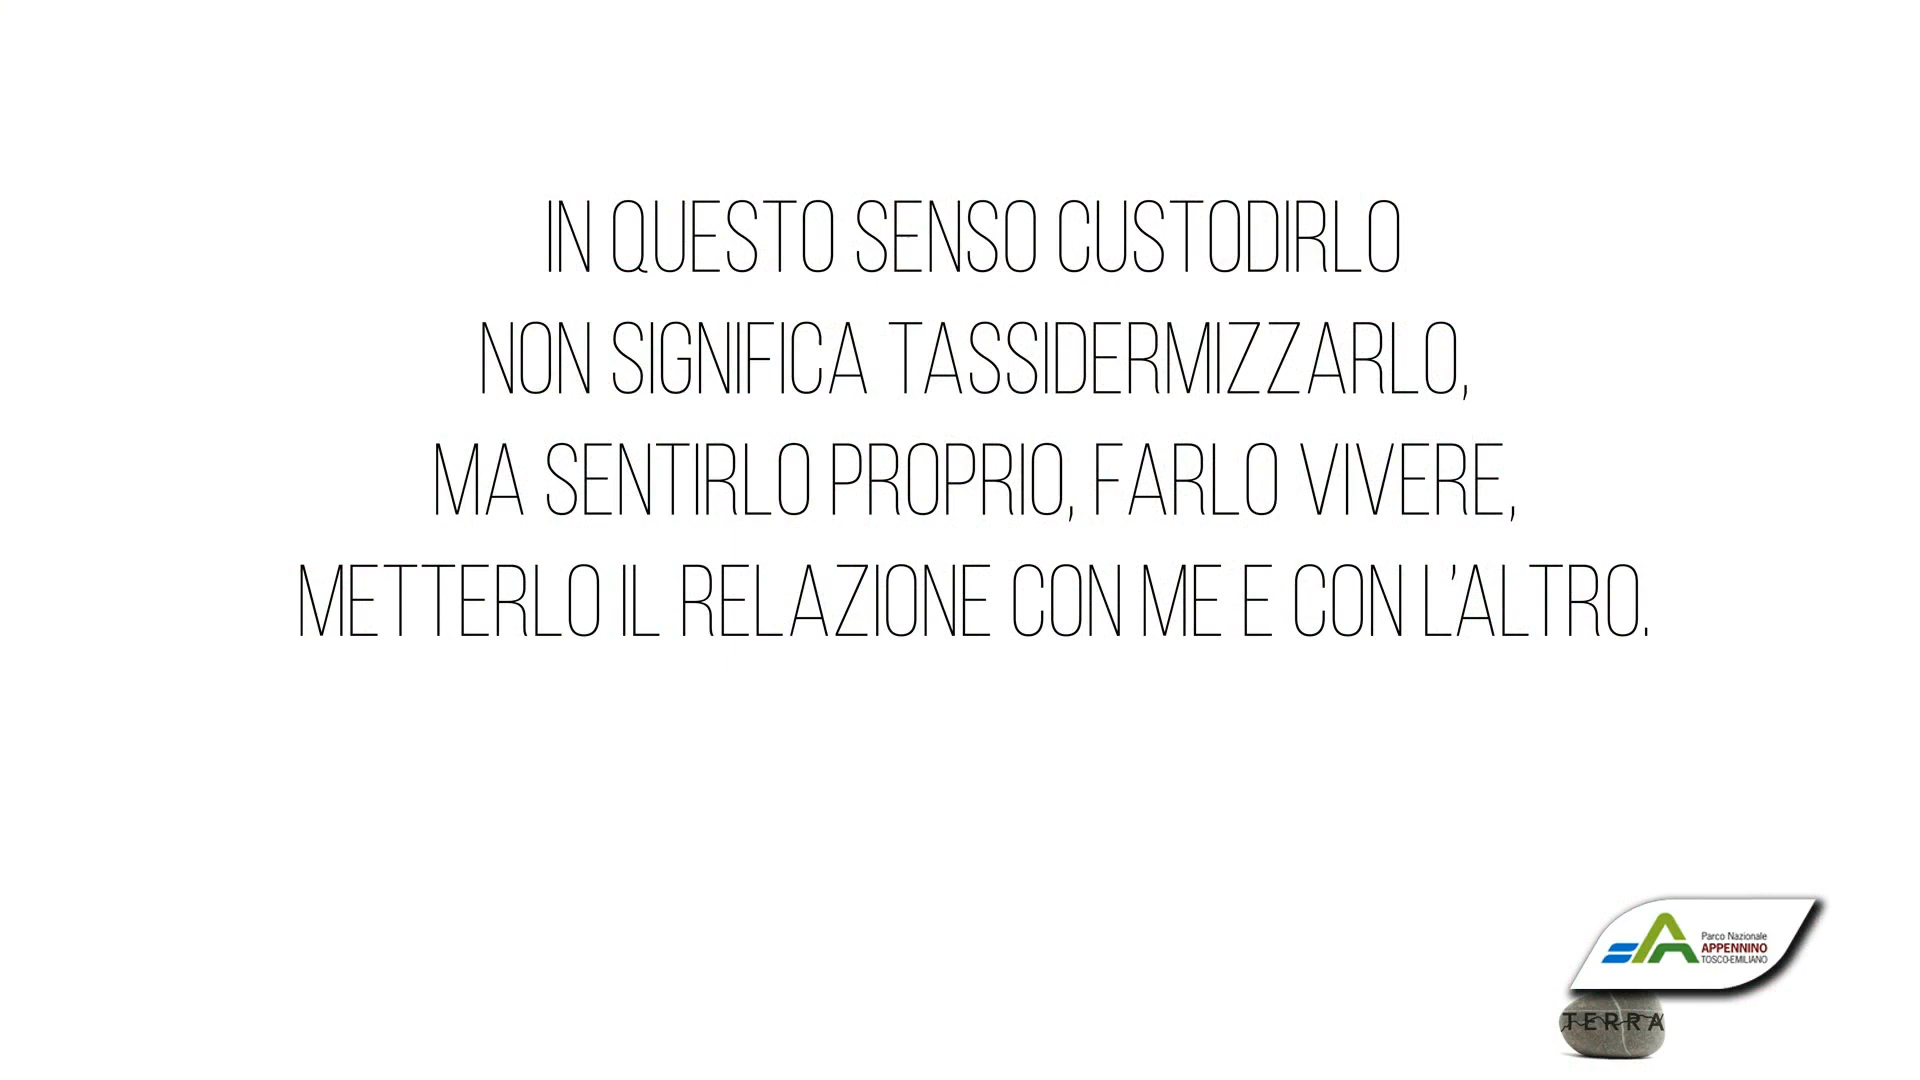 IN QUESTO SENSO CUSTODIRLO
NON SIGNIFICA TASSIDERMIZZARLO,
MA SENTIRLO PROPRIO, FARLO VIVERE,
METTERLO IL RELAZIONE CON ME E CON L'ALTRO.
Parco Nazionale
APPENNINO
TOSCO-EMILIANO
TERRA